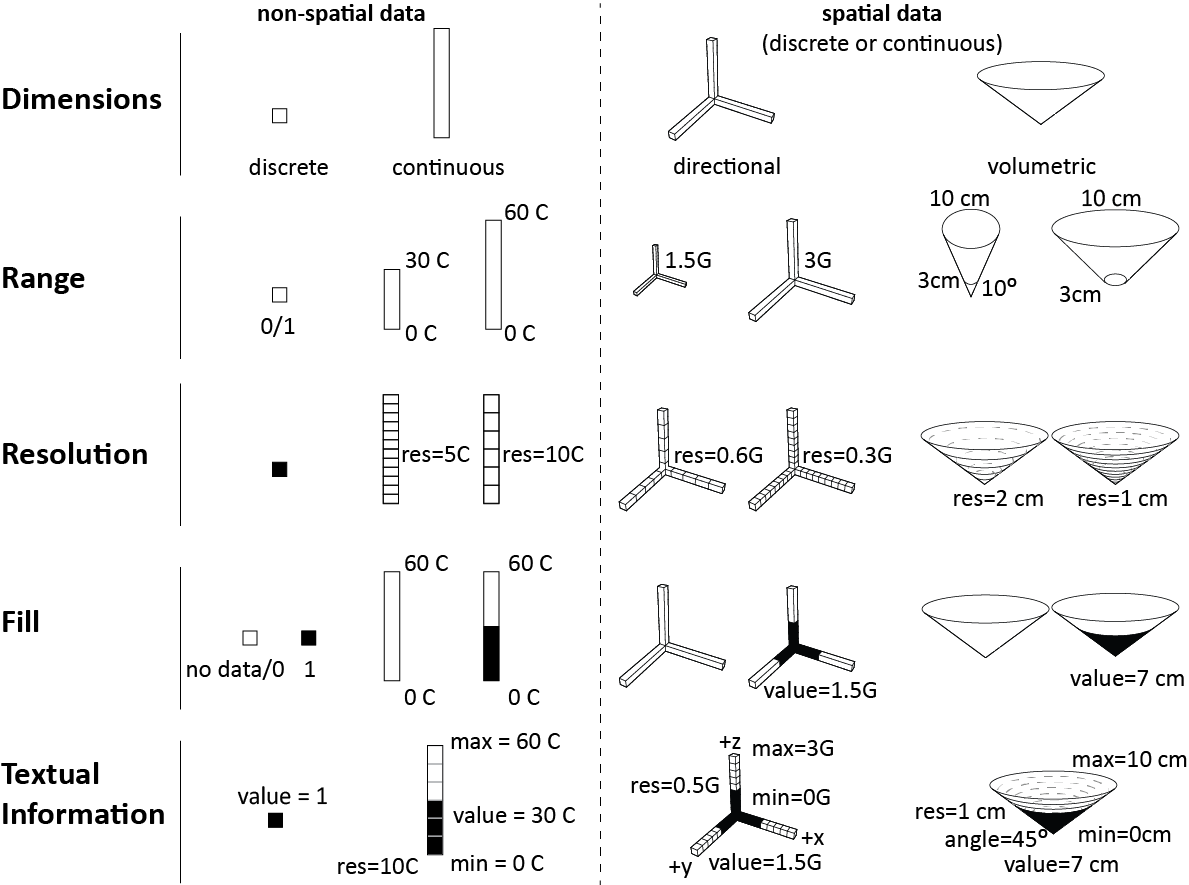 non-spatial data
spatial data
(discrete or continuous)
Dimensions
discrete
continuous
directional
volumetric
Range
0/1
30 C
0 C
60 C
0 C
1.5G
3G
10 cm
3cm
10º
10 cm
3cm
Resolution
res=5C
res=10C
res=0.6G
res=0.3G
res=2 cm
res=1 cm
Fill
no data/0
1
60 C
0 C
60 C
0 C
value=1.5G
value=7 cm
Textual
Information
value = 1
max = 60 C
value = 30 C
res=10C
min = 0 C
+z
max=3G
res=0.5G
min=0G
+x
+y
value=1.5G
max=10 cm
res=1 cm
angle=45º
min=0cm
value=7 cm